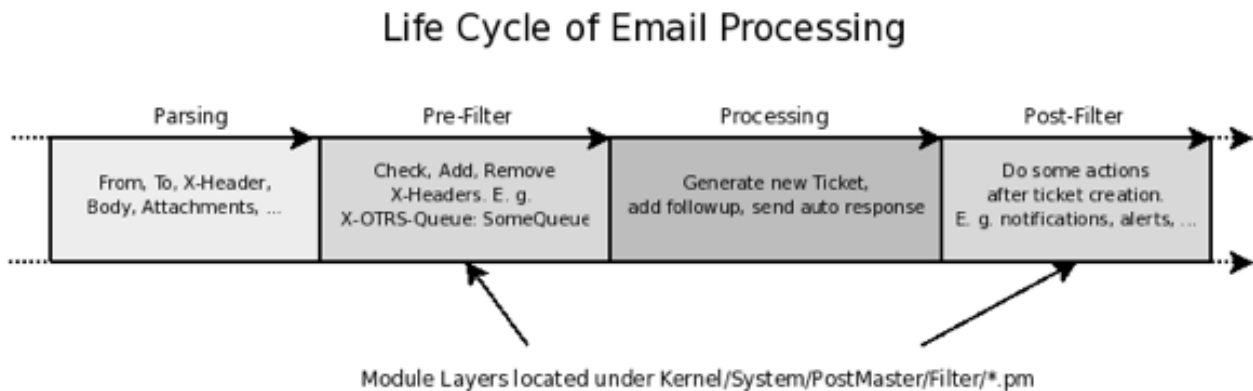 Life Cycle of Email Processing
Parsing
Pre-Filter
Processing
Post-Filter
From, To, X-Header,
Body, Attachments, ...
Check, Add, Remove
X-Headers. E. g.
X-OTRS-Queue: SomeQueue
Generate new Ticket,
add followup, send auto response
Do some actions
after ticket creation.
E. g. notifications, alerts, ...
Module Layers located under Kernel/System/PostMaster/Filter/*.pm